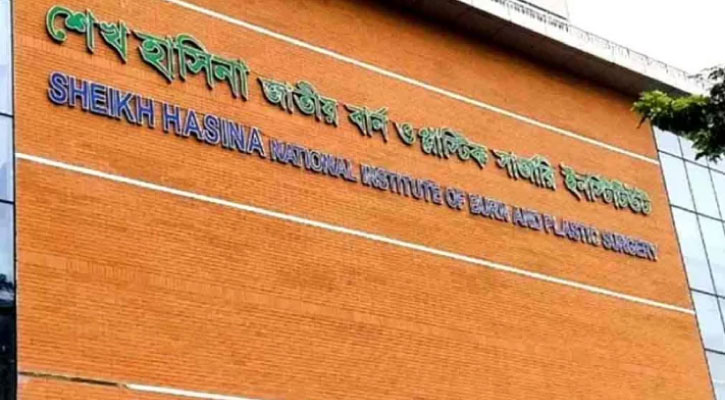 শেখ হাসিনা জাতীয় বার্ন ও প্লাস্টিক সার্জারি ইনস্টিটিউট
SHEIKH HASINA NATIONAL INSTITUTE OF BURN AND PLASTIC SURGERY